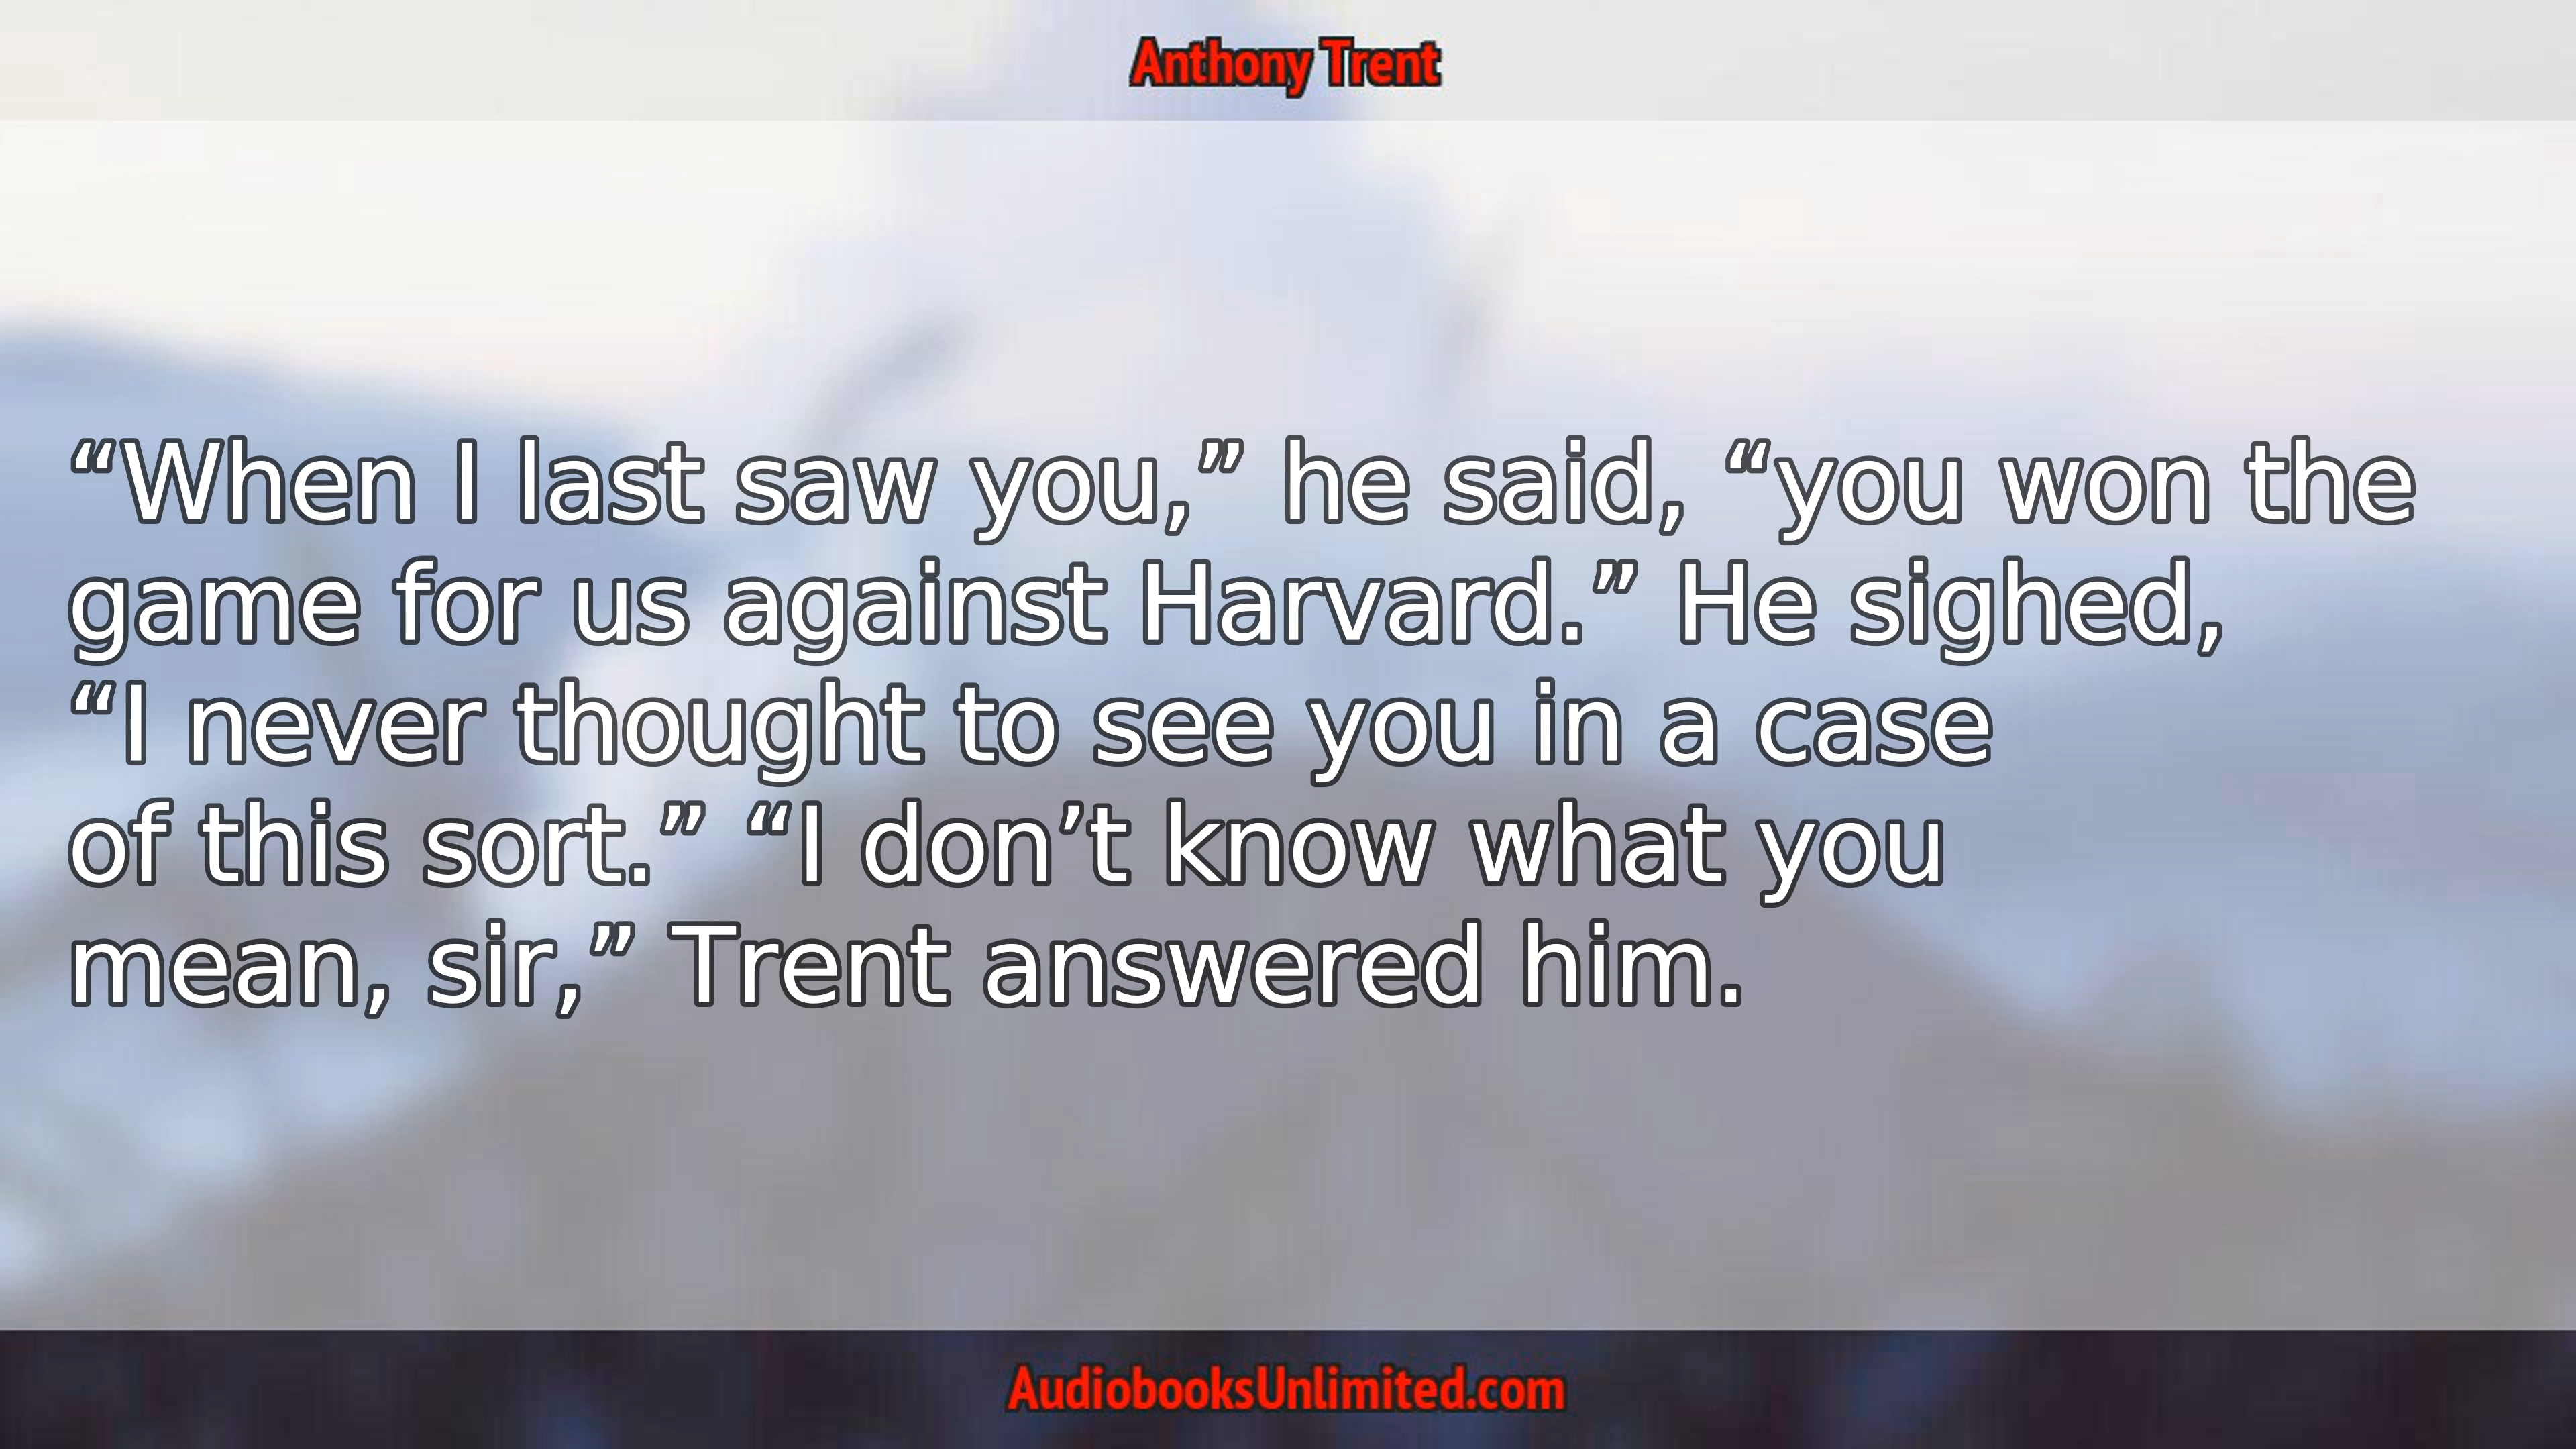 Anthony Trent
“When I last saw you,” he said, “you won the
game for us against Harvard.” He sighed,
“I never thought to see you in a case
of this sort.” “I don’t know what you
mean, sir,” Trent answered him.
AudiobooksUnlimited.com